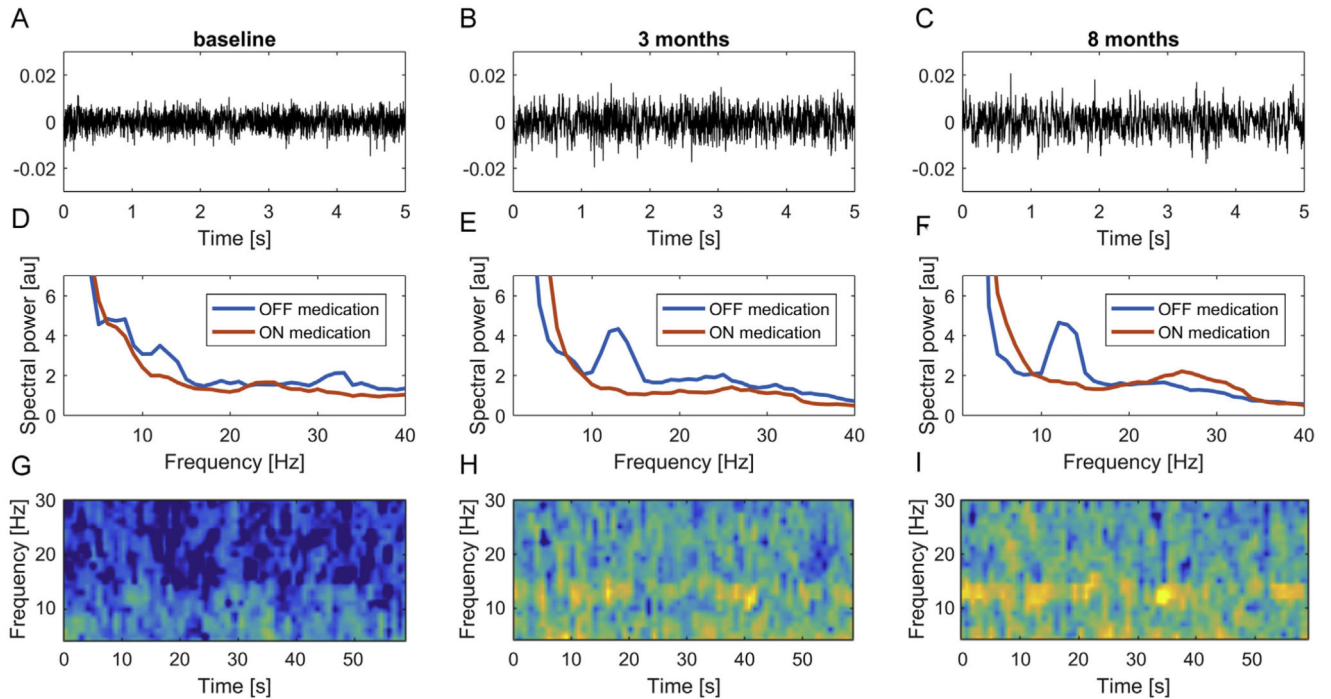 A
baseline
0.02
0
-0.02
0 1 2 3 4 5
Time [s]
B
3 months
0.02
0
-0.02
0 1 2 3 4 5
Time [s]
C
8 months
0.02
0
-0.02
0 1 2 3 4 5
Time [s]
D
Spectral power [au]
6
4
2
0
OFF medication
ON medication
10 20 30 40
Frequency [Hz]
E
Spectral power [au]
6
4
2
0
OFF medication
ON medication
10 20 30 40
Frequency [Hz]
F
Spectral power [au]
6
4
2
0
OFF medication
ON medication
10 20 30 40
Frequency [Hz]
G
Frequency [Hz]
30
20
10
0 10 20 30 40 50
Time [s]
H
Frequency [Hz]
30
20
10
0 10 20 30 40 50
Time [s]
I
Frequency [Hz]
30
20
10
0 10 20 30 40 50
Time [s]